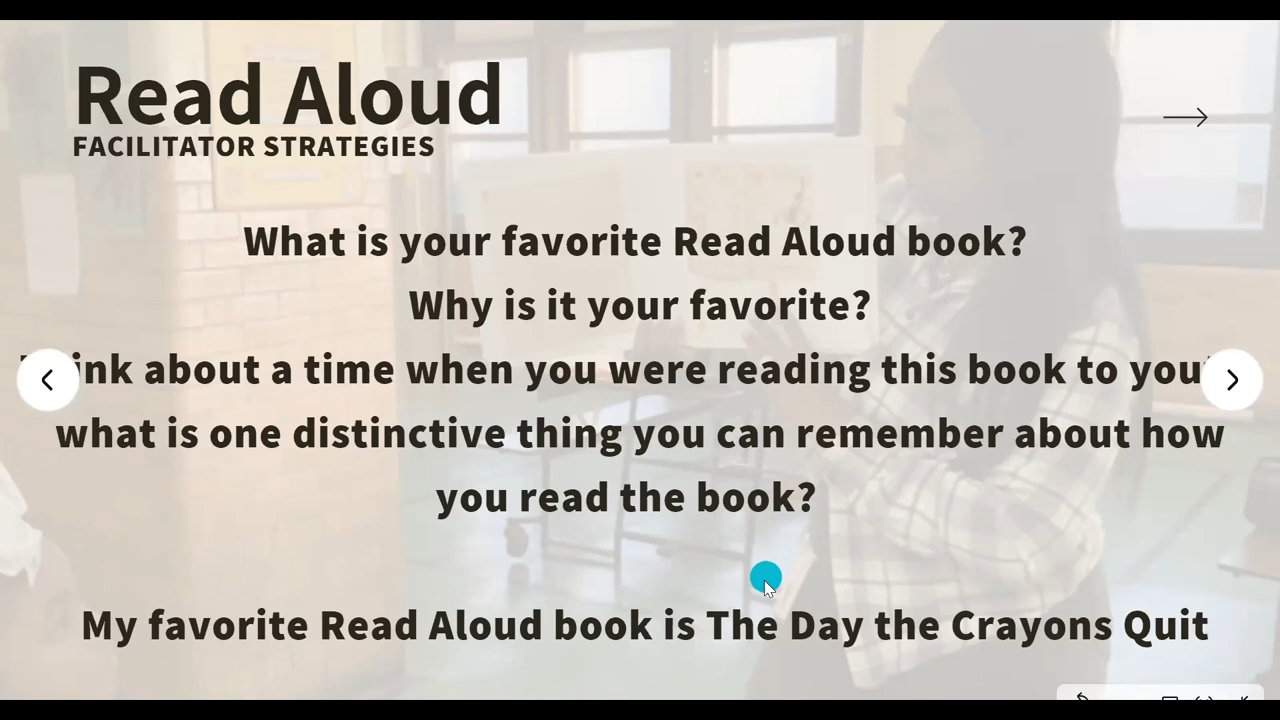 Read Aloud
FACILITATOR STRATEGIES
What is your favorite Read Aloud book?
Why is it your favorite?
about a time when you were reading this book to
what is one distinctive thing you can remember about how
you read the book?
My favorite Read Aloud book is The Day the Crayons Quit